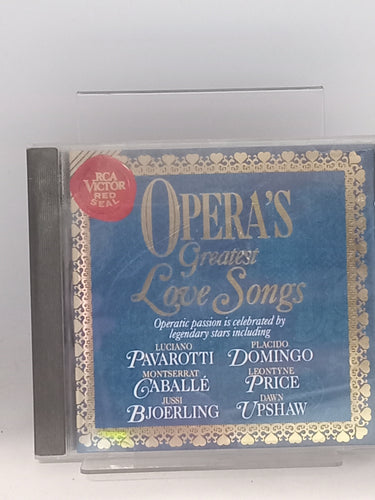 RCA
VICTOR
RED
SEAL
OPERA'S
Greatest
Love Songs
Operatic passion is celebrated by
legendary stars including
LUCIANO
PAVAROTTI
PLACIDO
DOMINGO
MONTSERRAT
CABALLÉ
LEONTYNE
PRICE
JUSSI
BJOERLING
DAWN
UPSHAW